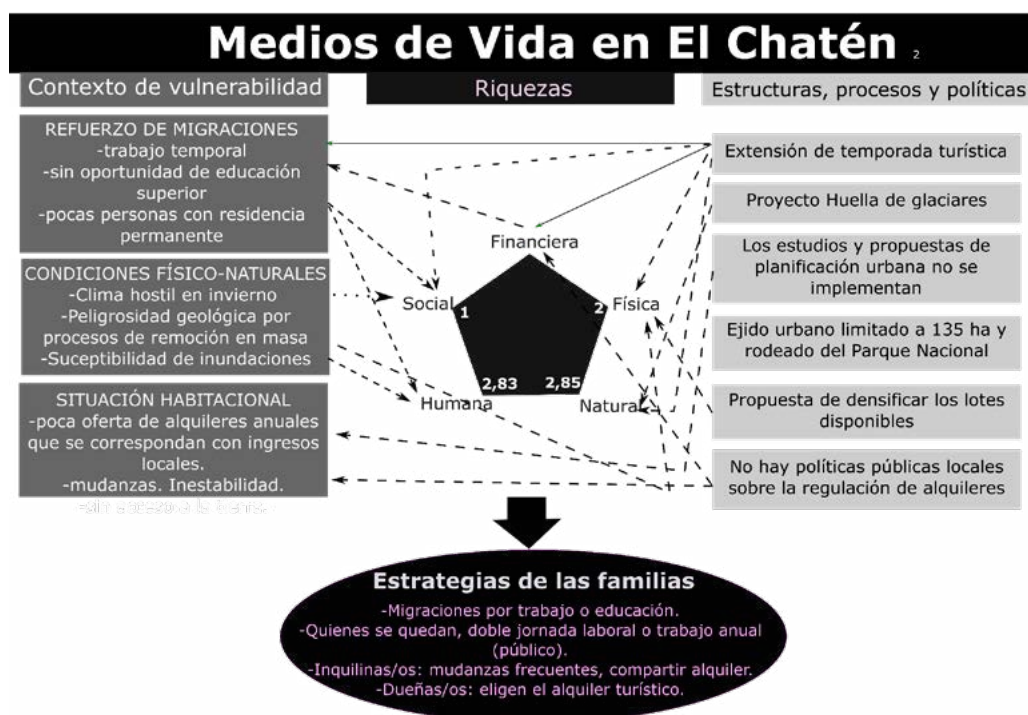 Medios de Vida en El Chatén 2
Contexto de vulnerabilidad
REFUERZO DE MIGRACIONES
-trabajo temporal
-sin oportunidad de educación
superior
-pocas personas con residencia
permanente
CONDICIONES FÍSICO-NATURALES
-Clima hostil en invierno
-Peligrosidad geológica por
procesos de remoción en masa
-Suceptibilidad de inundaciones
SITUACIÓN HABITACIONAL
-poca oferta de alquileres anuales
que se correspondan con ingresos
locales.
-mudanzas. Inestabilidad.
Riquezas
Financiera
Social
1
2
Física
2,83
2,85
Humana
Natural
Estructuras, procesos y políticas
Extensión de temporada turística
Proyecto Huella de glaciares
Los estudios y propuestas de
planificación urbana no se
implementan
Ejido urbano limitado a 135 ha y
rodeado del Parque Nacional
Propuesta de densificar los lotes
disponibles
No hay políticas públicas locales
sobre la regulación de alquileres
Estrategias de las familias
-Migraciones por trabajo o educación.
-Quienes se quedan, doble jornada laboral o trabajo anual
(público).
-Inquilinas/os: mudanzas frecuentes, compartir alquiler.
-Dueñas/os: eligen el alquiler turístico.